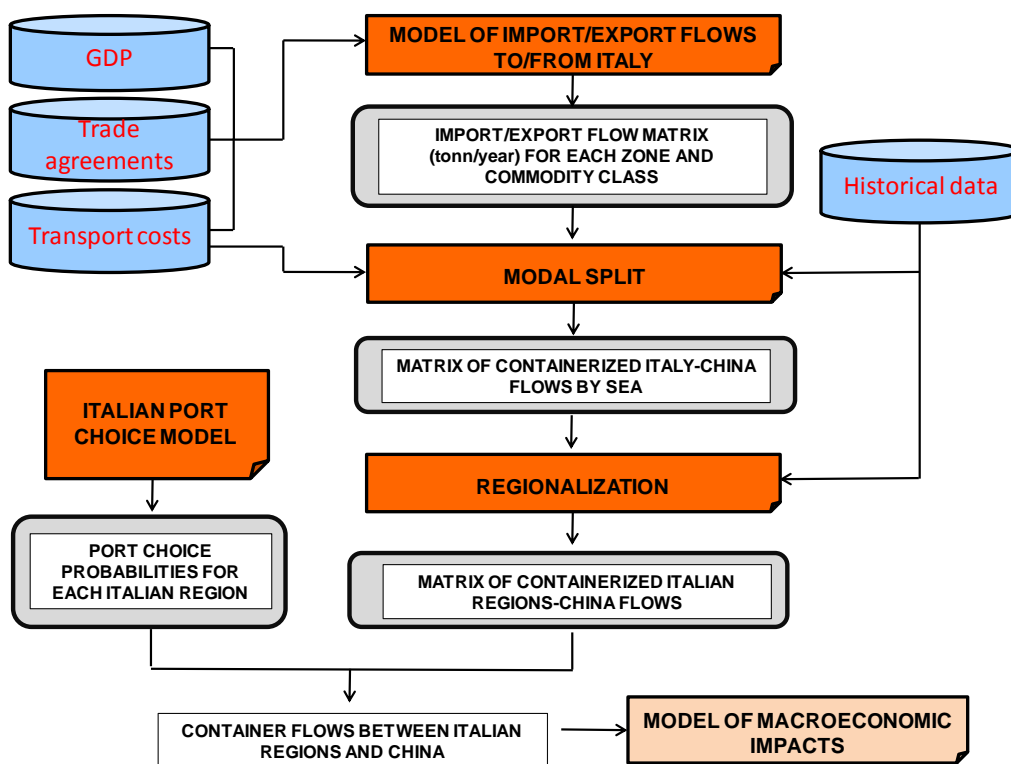 GDP
Trade
agreements
Transport costs
MODEL OF IMPORT/EXPORT FLOWS
TO/FROM ITALY
IMPORT/EXPORT FLOW MATRIX
(tonn/year) FOR EACH ZONE AND
COMMODITY CLASS
Historical data
MODAL SPLIT
MATRIX OF CONTAINERIZED ITALY-CHINA
FLOWS BY SEA
ITALIAN PORT
CHOICE MODEL
REGIONALIZATION
PORT CHOICE
PROBABILITIES FOR
EACH ITALIAN REGION
MATRIX OF CONTAINERIZED ITALIAN
REGIONS-CHINA FLOWS
CONTAINER FLOWS BETWEEN ITALIAN
REGIONS AND CHINA
MODEL OF MACROECONOMIC
IMPACTS